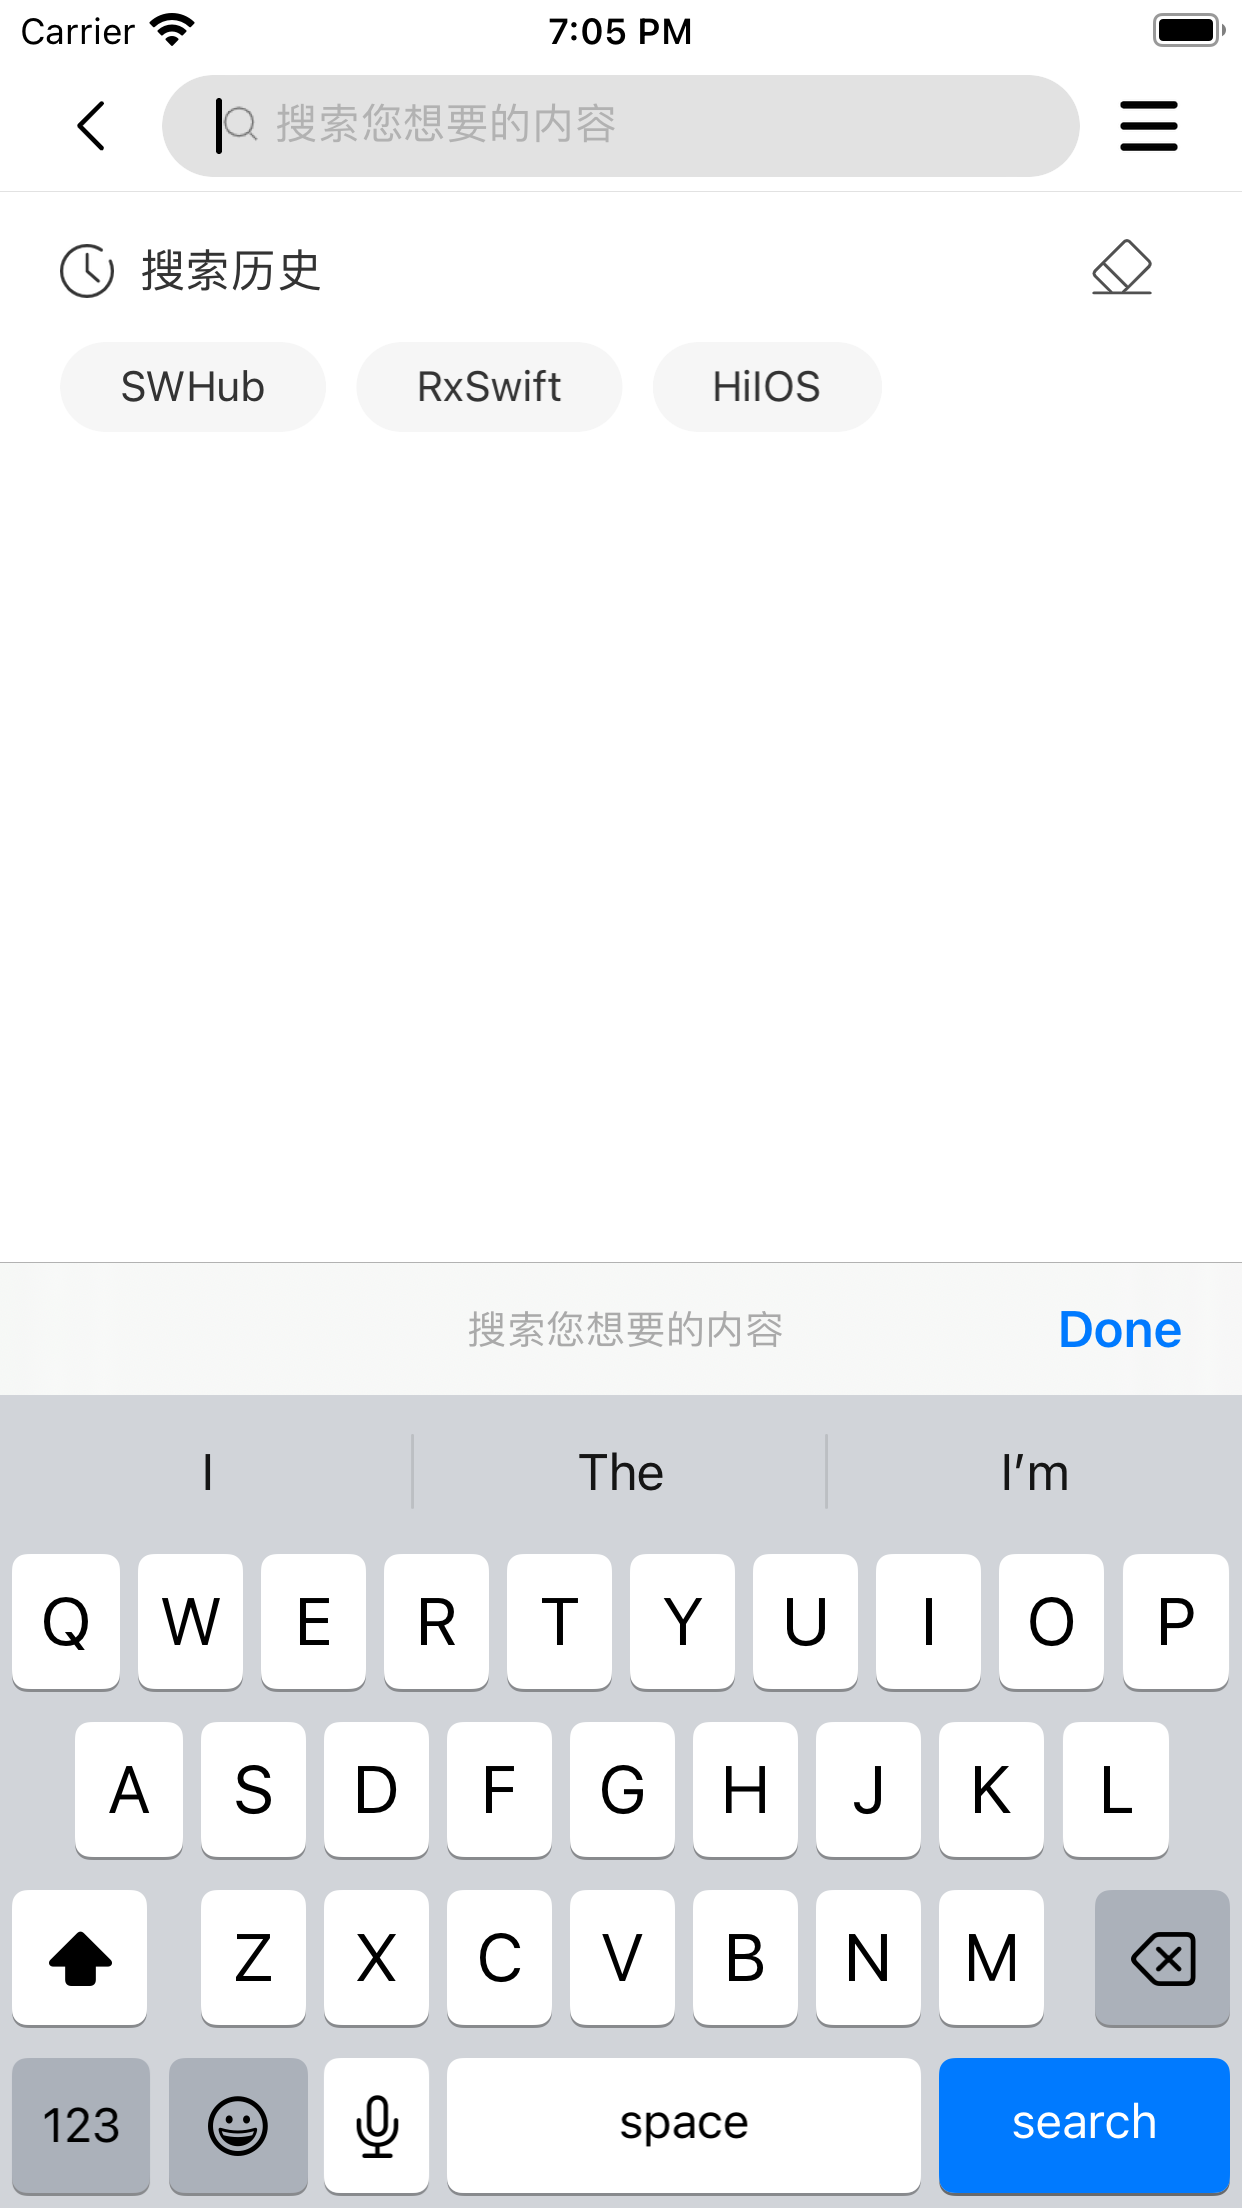 Carrier 7:05 PM
搜索您想要的内容
搜索历史
SWHub RxSwift HiIOS
搜索您想要的内容 Done
I The I’m
Q W E R T Y U I O P
A S D F G H J K L
Z X C V B N M
123 space search